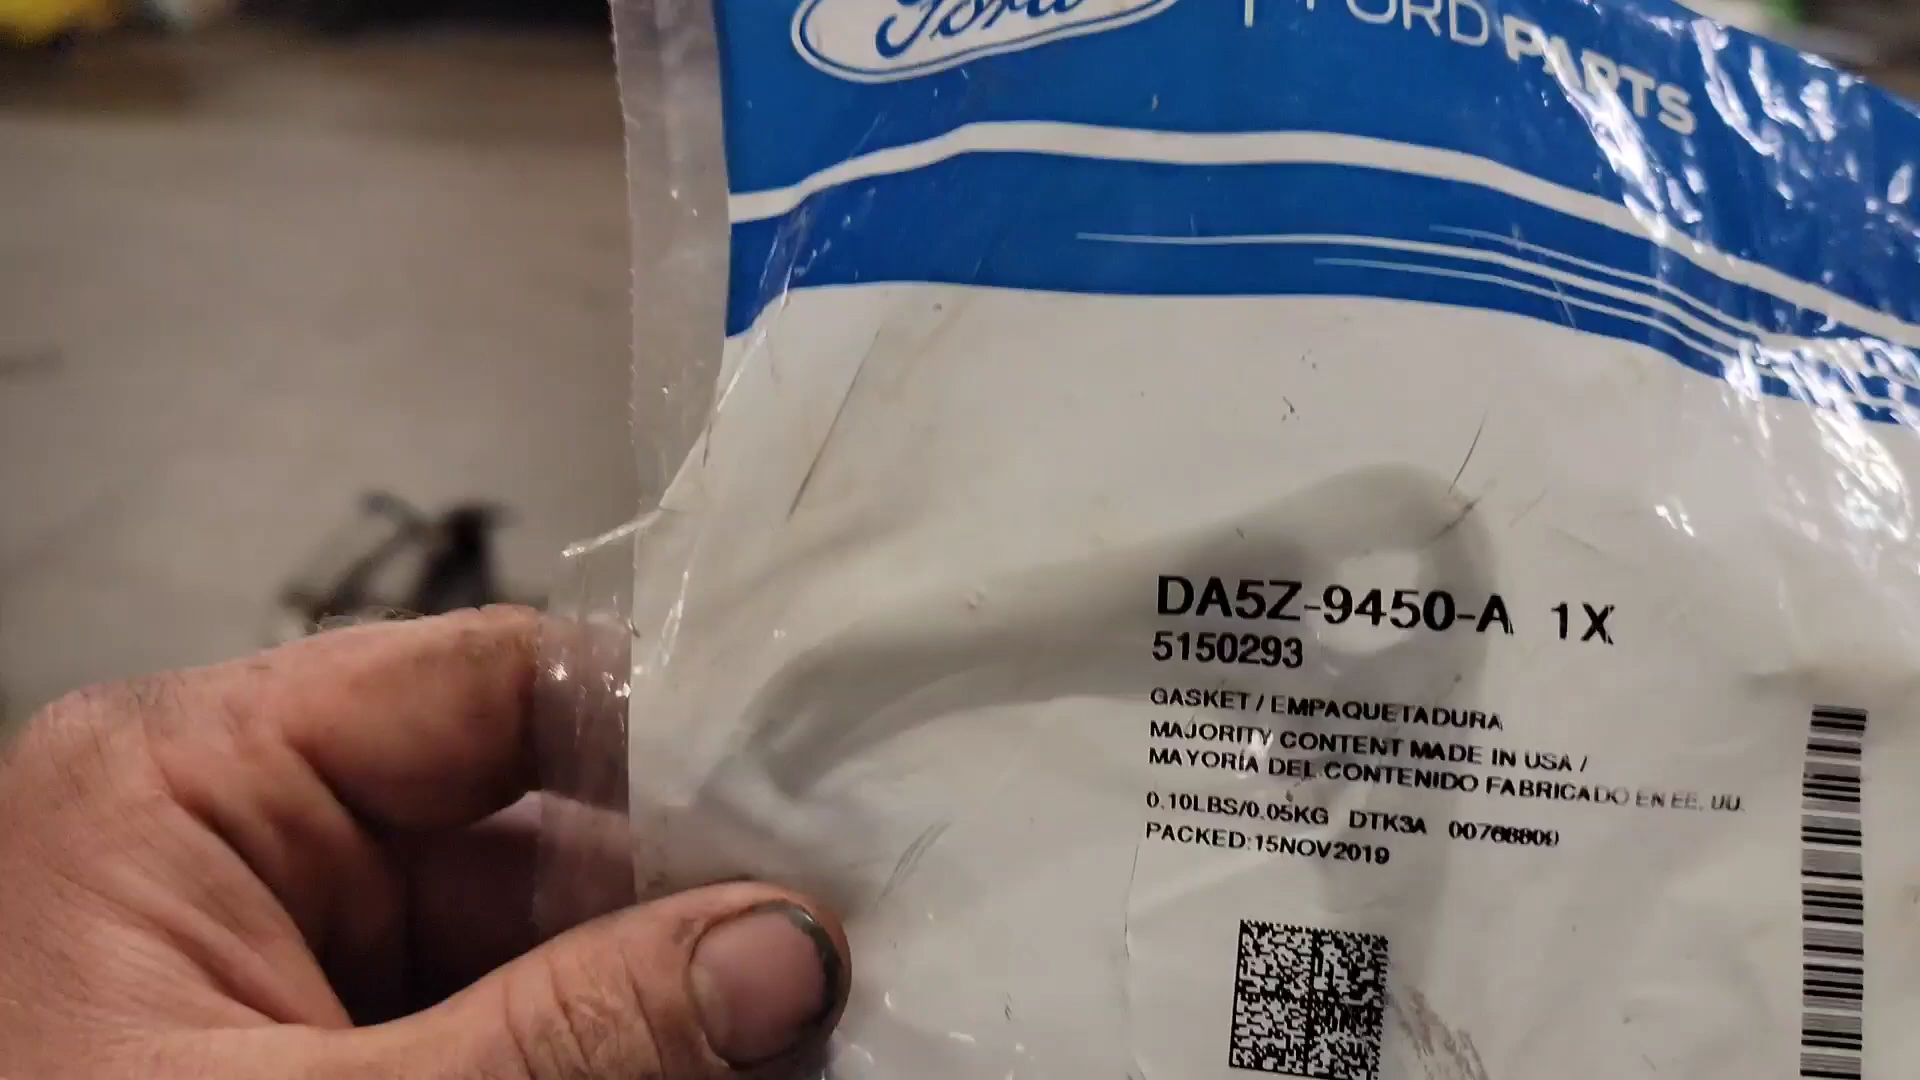 Ford | FORD PARTS
DA5Z-9450-A 1X
5150293
GASKET / EMPAQUETADURA
MAJORITY CONTENT MADE IN USA /
MAYORÍA DEL CONTENIDO FABRICADO EN EE. UU.
0.10LBS/0.05KG DTK3A
PACKED:15NOV2019